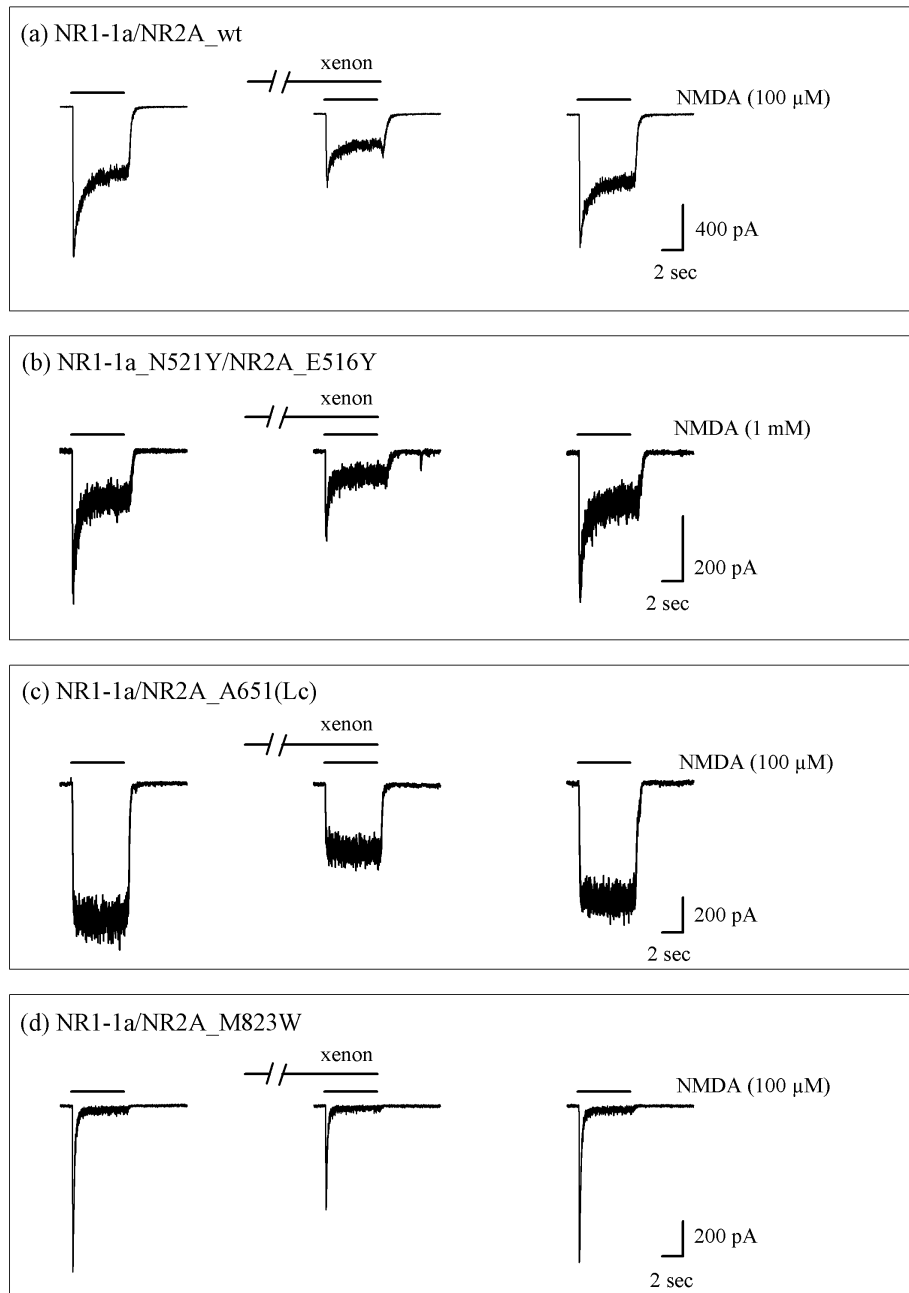 (a) NR1-1a/NR2A_wt
xenon
NMDA (100 µM)
400 pA
2 sec
(b) NR1-1a_N521Y/NR2A_E516Y
xenon
NMDA (1 mM)
200 pA
2 sec
(c) NR1-1a/NR2A_A651(Lc)
xenon
NMDA (100 µM)
200 pA
2 sec
(d) NR1-1a/NR2A_M823W
xenon
NMDA (100 µM)
200 pA
2 sec